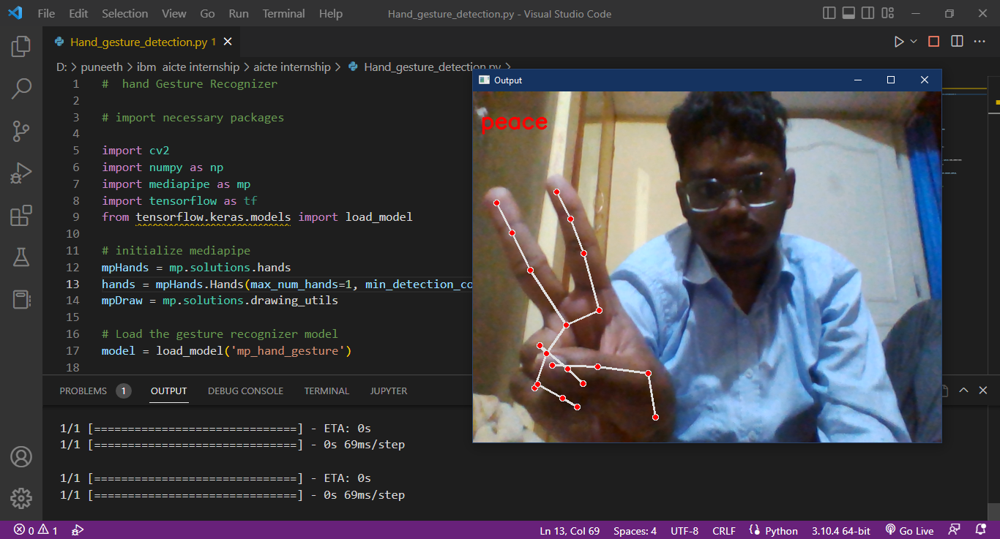 File Edit Selection View Go Run Terminal Help Hand_gesture_detection.py - Visual Studio Code
Hand_gesture_detection.py 1
D: > puneeth > ibm aicte internship > aicte internship > Hand_gesture_detection.py >
1 # hand Gesture Recognizer
2
3 # import necessary packages
4
5 import cv2
6 import numpy as np
7 import mediapipe as mp
8 import tensorflow as tf
9 from tensorflow.keras.models import load_model
10
11 # initialize mediapipe
12 mpHands = mp.solutions.hands
13 hands = mpHands.Hands(max_num_hands=1, min_detection_co
14 mpDraw = mp.solutions.drawing_utils
15
16 # Load the gesture recognizer model
17 model = load_model('mp_hand_gesture')
18
Output
peace
PROBLEMS 1 OUTPUT DEBUG CONSOLE TERMINAL JUPYTER
1/1 [==============================] - ETA: 0s
1/1 [==============================] - 0s 69ms/step
1/1 [==============================] - ETA: 0s
1/1 [==============================] - 0s 69ms/step
0 1 Ln 13, Col 69 Spaces: 4 UTF-8 CRLF Python 3.10.4 64-bit Go Live